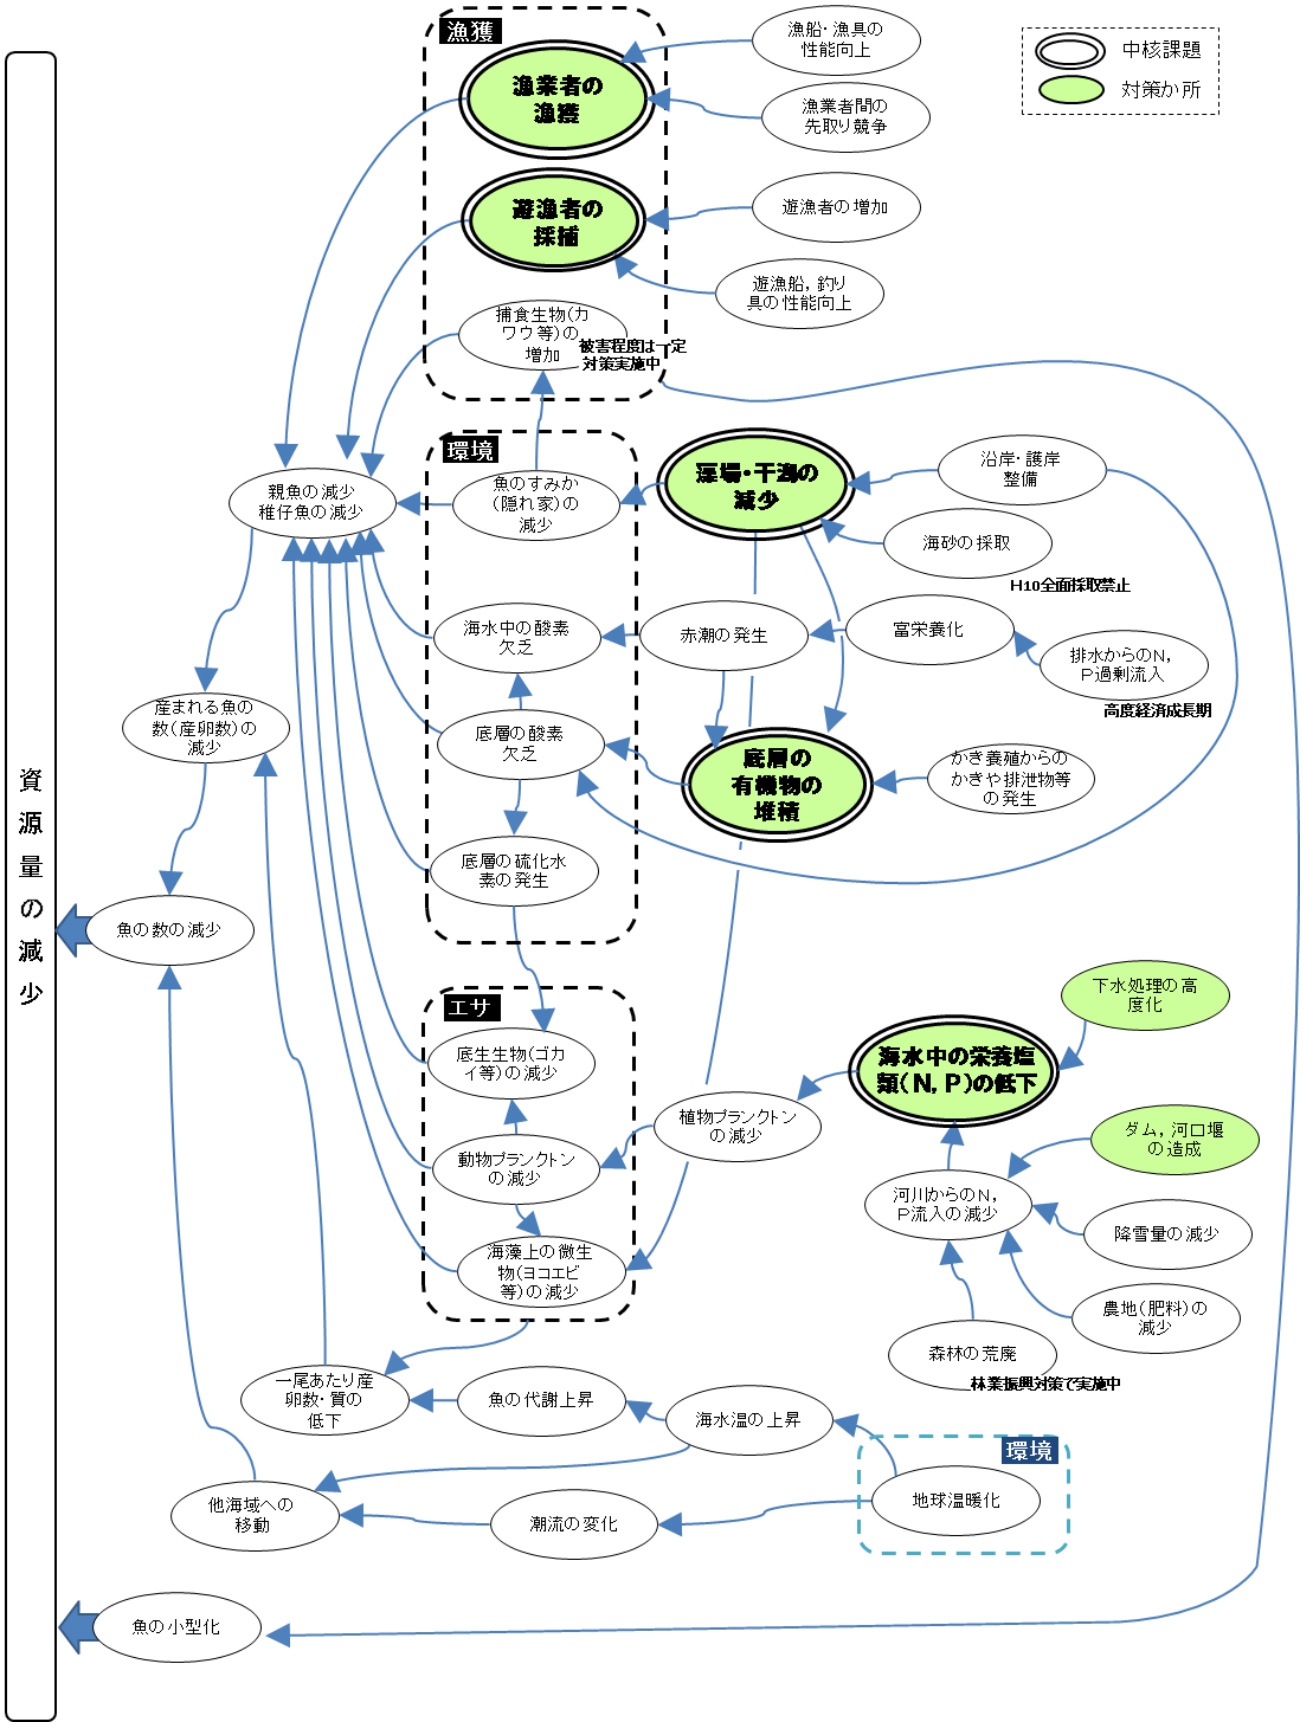 漁獲
漁業者の
漁獲
漁船・漁具の
性能向上
漁業者間の
先取り競争
中核課題
対策か所
遊漁者の
採捕
遊漁者の増加
遊漁船，釣り
具の性能向上
捕食生物（カ
ワウ等）の
増加
被害程度は一定
対策実施中
環境
親魚の減少
稚仔魚の減少
魚のすみか
（隠れ家）の
減少
藻場・干潟の
減少
沿岸・護岸
整備
海砂の採取
H10全面採取禁止
海水中の酸素
欠乏
赤潮の発生
富栄養化
排水からのN，
P過剰流入
高度経済成長期
産まれる魚の
数（産卵数）の
減少
底層の酸素
欠乏
底層の
有機物の
堆積
かき養殖からの
かきや排泄物等
の発生
底層の硫化水
素の発生
資源量の減少
魚の数の減少
エサ
底生生物（ゴカ
イ等）の減少
動物プランクトン
の減少
海藻上の微生
物（ヨコエビ
等）の減少
植物プランクトン
の減少
海水中の栄養塩
類（N，P）の低下
下水処理の高
度化
ダム，河口堰
の造成
河川からのN，
P流入の減少
降雪量の減少
農地（肥料）の
減少
森林の荒廃
林業振興対策で実施中
一尾あたり産
卵数・質の
低下
魚の代謝上昇
海水温の上昇
環境
地球温暖化
他海域への
移動
潮流の変化
魚の小型化